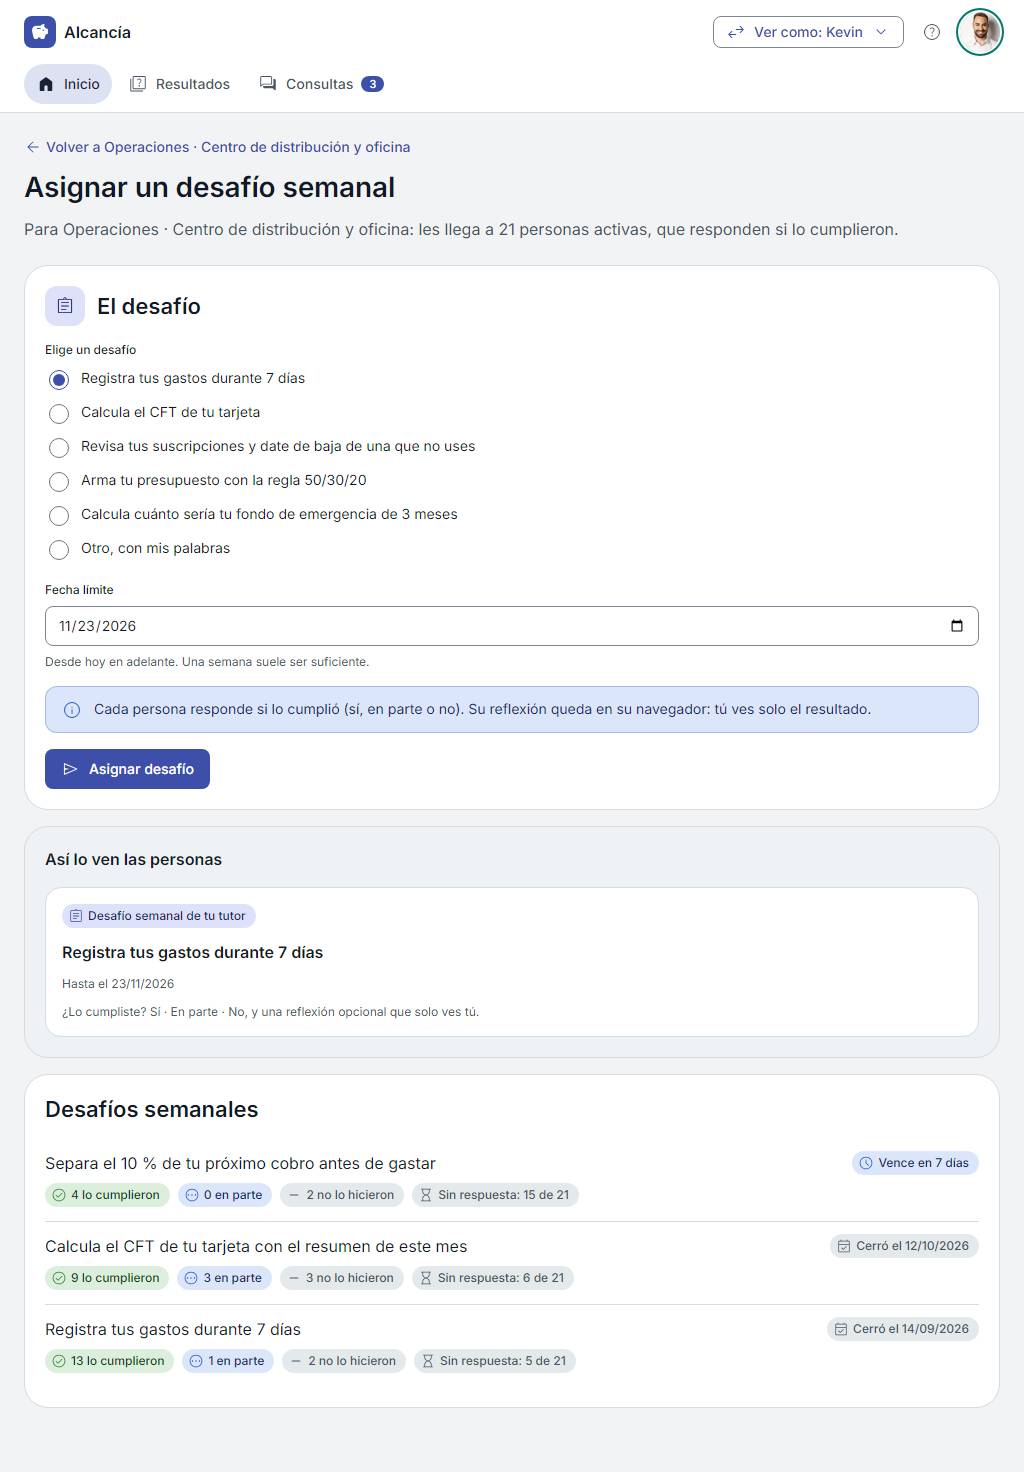 Alcancía
Ver como: Kevin
Inicio
Resultados
Consultas
3
Volver a Operaciones · Centro de distribución y oficina
Asignar un desafío semanal
Para Operaciones · Centro de distribución y oficina: les llega a 21 personas activas, que responden si lo cumplieron.
El desafío
Elige un desafío
Registra tus gastos durante 7 días
Calcula el CFT de tu tarjeta
Revisa tus suscripciones y date de baja de una que no uses
Arma tu presupuesto con la regla 50/30/20
Calcula cuánto sería tu fondo de emergencia de 3 meses
Otro, con mis palabras
Fecha límite
11/23/2026
Desde hoy en adelante. Una semana suele ser suficiente.
Cada persona responde si lo cumplió (sí, en parte o no). Su reflexión queda en su navegador: tú ves solo el resultado.
Asignar desafío
Así lo ven las personas
Desafío semanal de tu tutor
Registra tus gastos durante 7 días
Hasta el 23/11/2026
¿Lo cumpliste? Sí · En parte · No, y una reflexión opcional que solo ves tú.
Desafíos semanales
Separa el 10 % de tu próximo cobro antes de gastar
Vence en 7 días
4 lo cumplieron
0 en parte
2 no lo hicieron
Sin respuesta: 15 de 21
Calcula el CFT de tu tarjeta con el resumen de este mes
Cerró el 12/10/2026
9 lo cumplieron
3 en parte
3 no lo hicieron
Sin respuesta: 6 de 21
Registra tus gastos durante 7 días
Cerró el 14/09/2026
13 lo cumplieron
1 en parte
2 no lo hicieron
Sin respuesta: 5 de 21